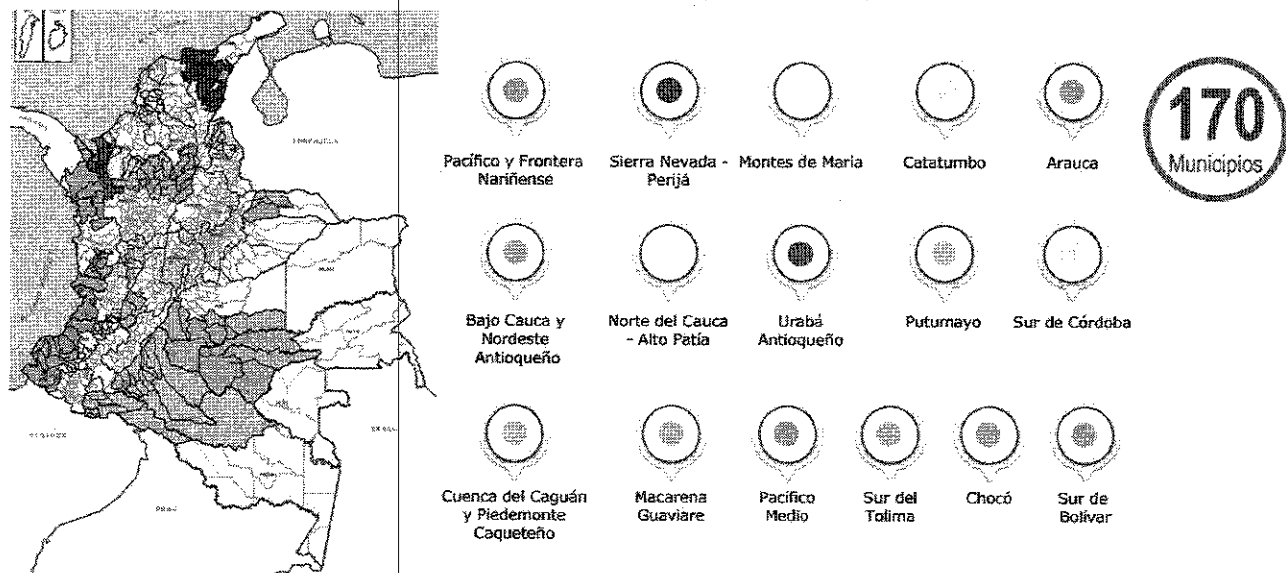 Pacífico y Frontera
Nariñense
Sierra Nevada -
Perijá
Montes de Maria
Catatumbo
Arauca
170
Municipios
Bajo Cauca y
Nordeste
Antioqueño
Norte del Cauca
- Alto Patía
Urabá
Antioqueño
Putumayo
Sur de Córdoba
Cuenca del Caguán
y Piedemonte
Caqueteño
Macarena
Guaviare
Pacífico
Medio
Sur del
Tolima
Chocó
Sur de
Bolívar